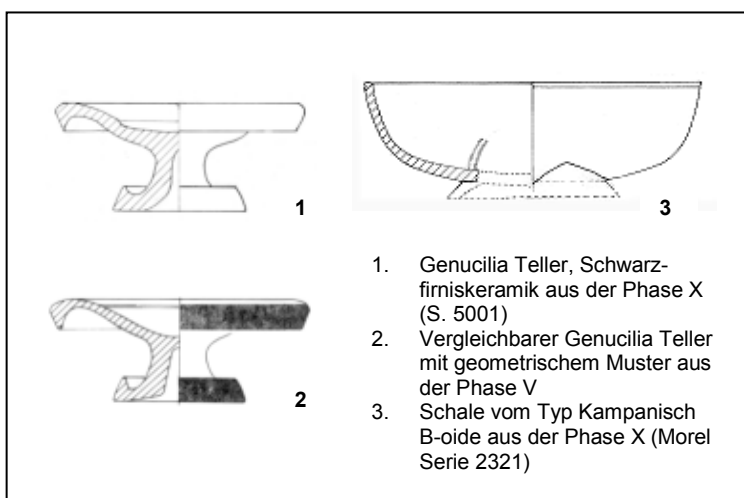 1
3
2
1. Genucilia Teller, Schwarz-
firniskeramik aus der Phase X
(S. 5001)
2. Vergleichbarer Genucilia Teller
mit geometrischem Muster aus
der Phase V
3. Schale vom Typ Kampanisch
B-oide aus der Phase X (Morel
Serie 2321)